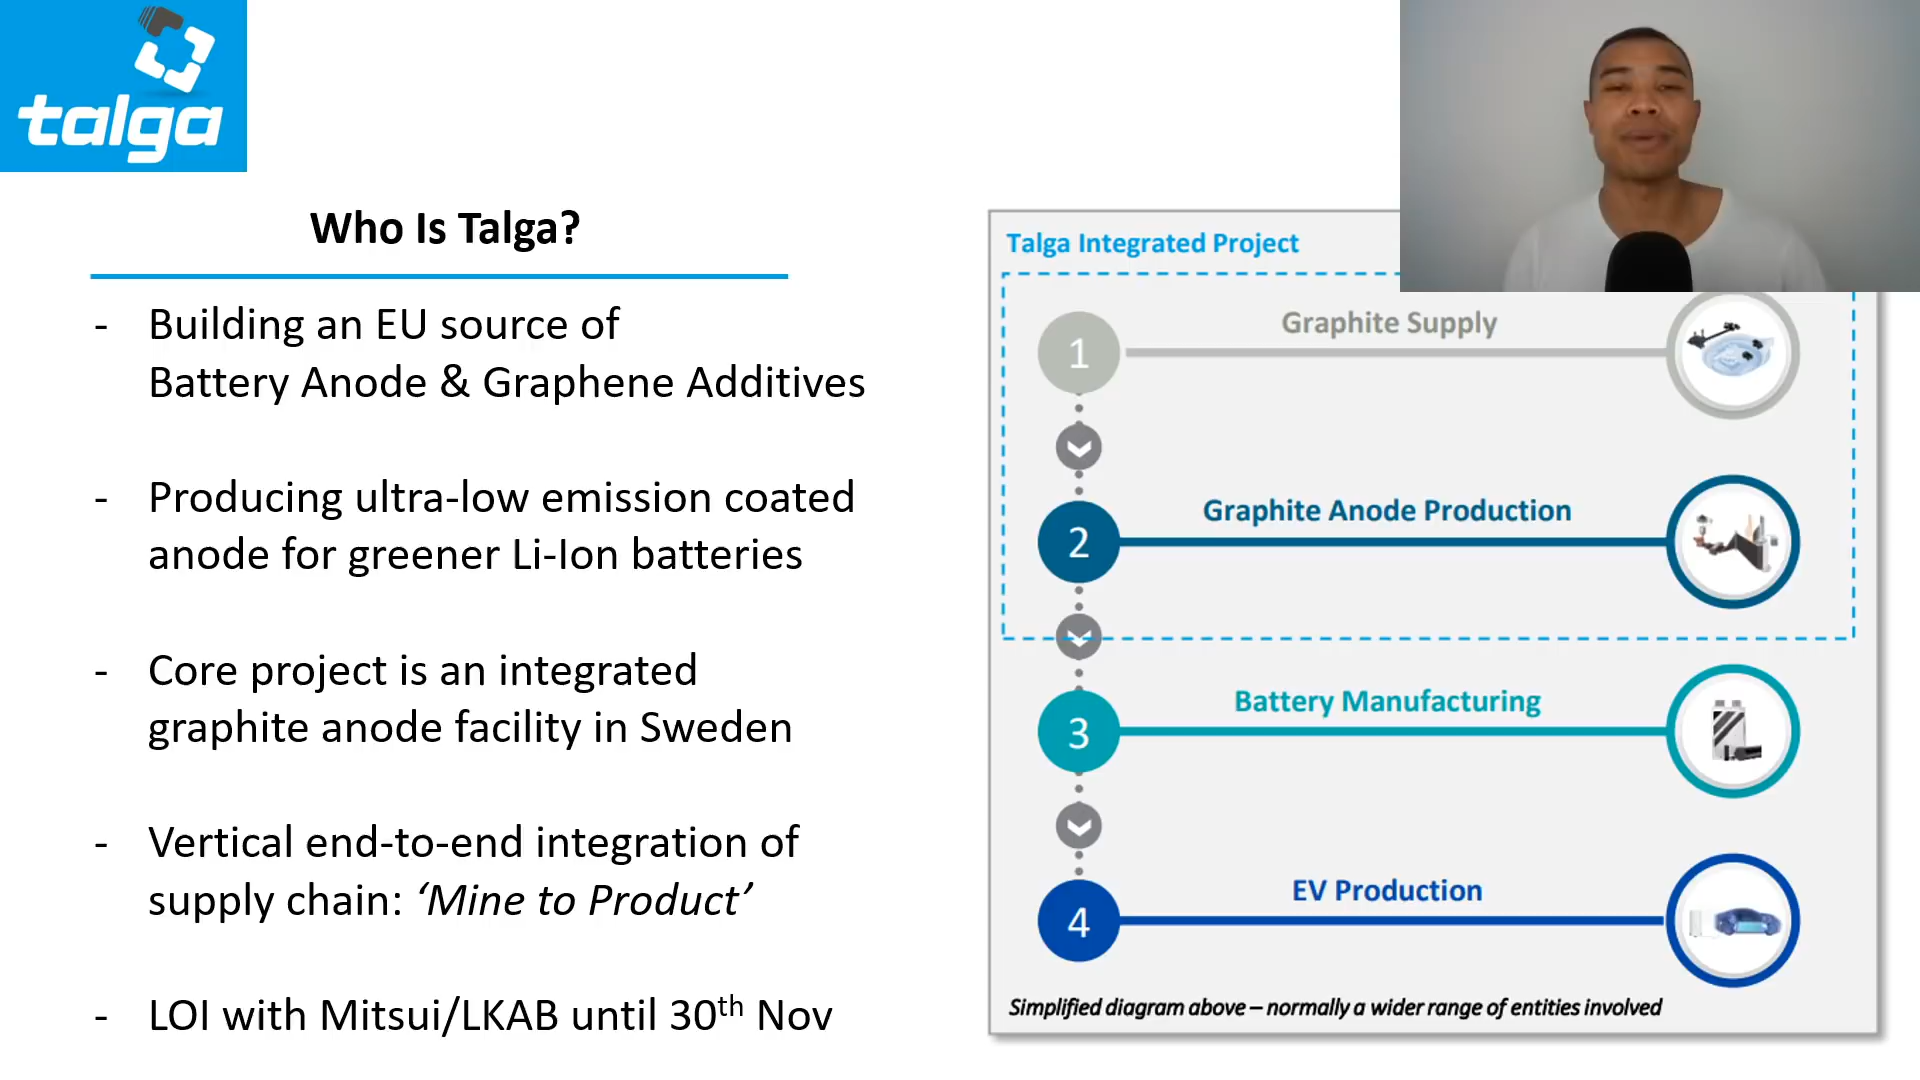 talga
Who Is Talga?
- Building an EU source of
Battery Anode & Graphene Additives
- Producing ultra-low emission coated
anode for greener Li-Ion batteries
- Core project is an integrated
graphite anode facility in Sweden
- Vertical end-to-end integration of
supply chain: ‘Mine to Product’
- LOI with Mitsui/LKAB until 30th Nov
Talga Integrated Project
1 Graphite Supply
2 Graphite Anode Production
3 Battery Manufacturing
4 EV Production
Simplified diagram above – normally a wider range of entities involved